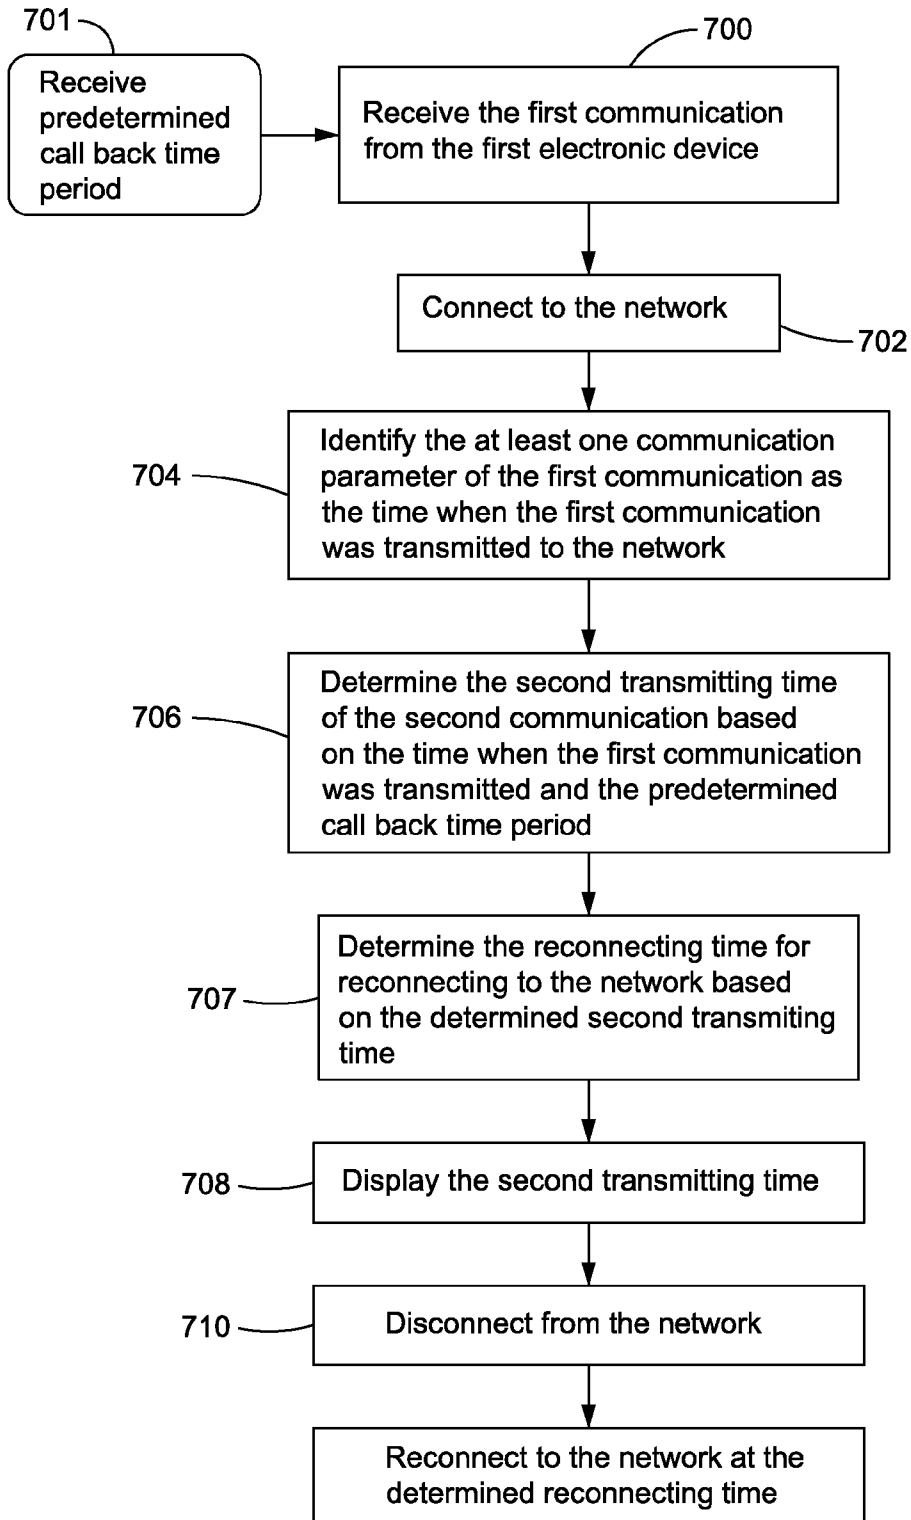 701
Receive
predetermined
call back time
period
700
Receive the first communication
from the first electronic device
Connect to the network
702
704
Identify the at least one communication
parameter of the first communication as
the time when the first communication
was transmitted to the network
706
Determine the second transmitting time
of the second communication based
on the time when the first communication
was transmitted and the predetermined
call back time period
707
Determine the reconnecting time for
reconnecting to the network based
on the determined second transmiting
time
708
Display the second transmitting time
710
Disconnect from the network
Reconnect to the network at the
determined reconnecting time